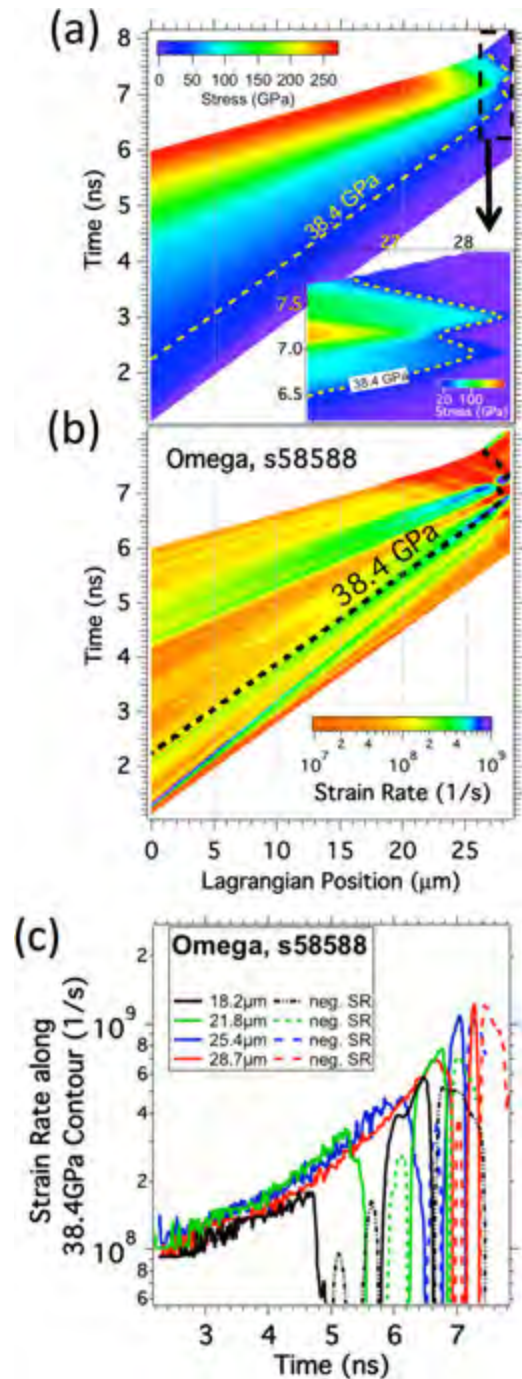 (a)
8
7
6
5
4
3
2
Time (ns)
0 50 100 150 200 250
Stress (GPa)
38.4 GPa
27 28
7.5
7.0
6.5
38.4 GPa
20 100
Stress (GPa)
(b)
Omega, s58588
7
6
5
4
3
2
Time (ns)
38.4 GPa
10^7 2 4 10^8 2 4 10^9
Strain Rate (1/s)
0 5 10 15 20 25
Lagrangian Position (μm)
(c)
Omega, s58588
18.2μm neg. SR
21.8μm neg. SR
25.4μm neg. SR
28.7μm neg. SR
Strain Rate along
38.4GPa Contour (1/s)
2
10^9
8
6
4
2
10^8
8
6
3 4 5 6 7
Time (ns)